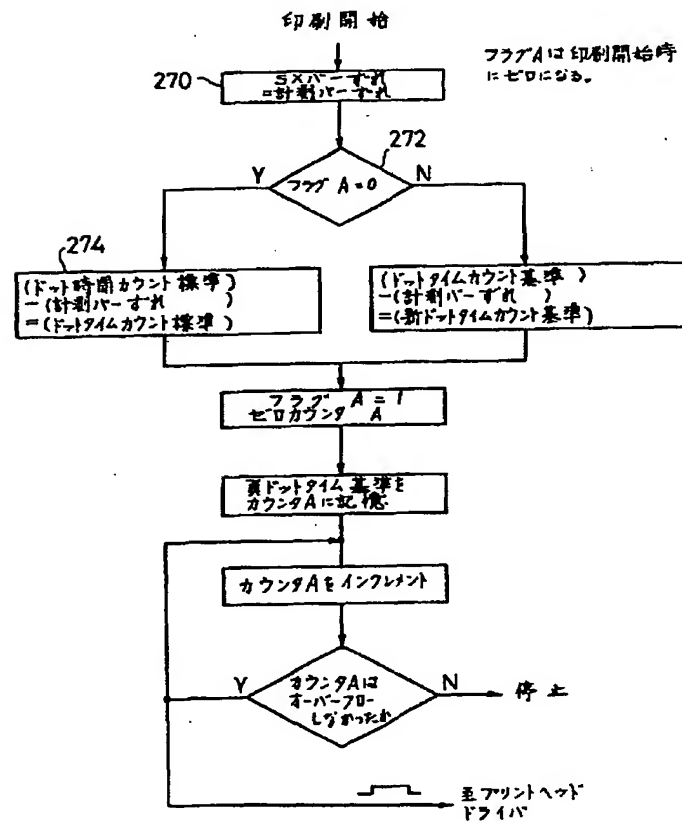 印刷開始
フラグAは印刷開始時
にゼロになる。
270
5×バーずれ
=計測バーずれ
272
Y
N
フラグ A=0
274
(ドット時間カウント標準)
-(計測バーずれ )
=(ドットタイムカウント標準)
(ドットタイムカウント基準 )
-(計測バーずれ )
=(新ドットタイムカウント基準)
フラグ A=1
ゼロカウンタ A
頁ドットタイム基準を
カウンタAに記憶
カウンタAをインクレメント
Y
N
カウンタAは
オーバーフロー
しなかったか
停止
至プリントヘッド
ドライバ